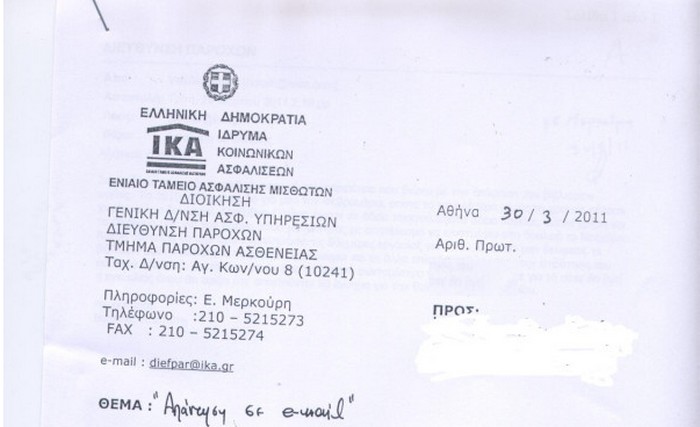 ΕΛΛΗΝΙΚΗ ΔΗΜΟΚΡΑΤΙΑ
ΙΚΑ
ΙΔΡΥΜΑ
ΚΟΙΝΩΝΙΚΩΝ
ΑΣΦΑΛΙΣΕΩΝ
ΕΝΙΑΙΟ ΤΑΜΕΙΟ ΑΣΦΑΛΙΣΗΣ ΜΙΣΘΩΤΩΝ
ΔΙΟΙΚΗΣΗ
ΓΕΝΙΚΗ Δ/ΝΣΗ ΑΣΦ. ΥΠΗΡΕΣΙΩΝ
ΔΙΕΥΘΥΝΣΗ ΠΑΡΟΧΩΝ
ΤΜΗΜΑ ΠΑΡΟΧΩΝ ΑΣΘΕΝΕΙΑΣ
Ταχ. Δ/νση: Αγ. Κων/νου 8 (10241)
Πληροφορίες: Ε. Μερκούρη
Τηλέφωνο :210 – 5215273
FAX : 210 – 5215274
e-mail : diefpar@ika.gr
Αθήνα 30 / 3 / 2011
Αριθ. Πρωτ.
ΠΡΟΣ:
ΘΕΜΑ : "Απάντηση σε e-mail"